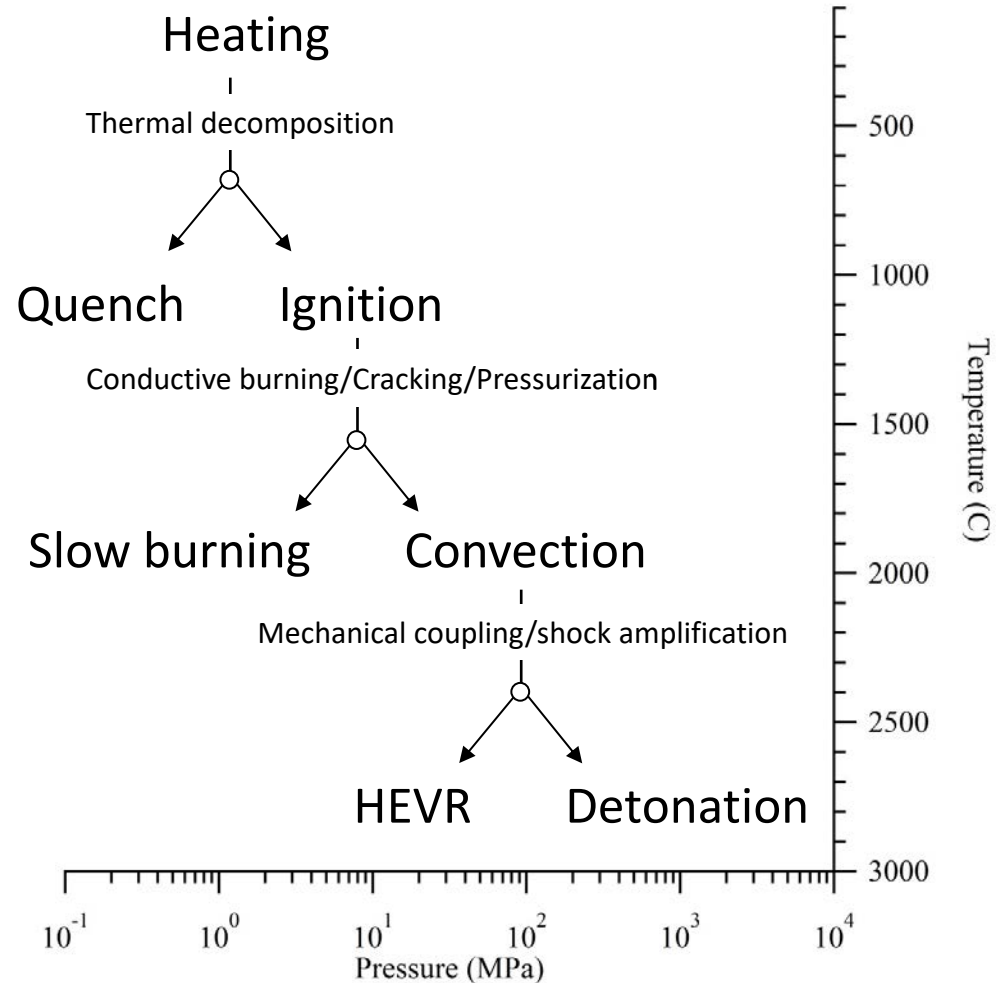 Heating
Thermal decomposition
500
1000
Quench Ignition
Conductive burning/Cracking/Pressurization
1500
Temperature (C)
Slow burning Convection
2000
Mechanical coupling/shock amplification
2500
HEVR Detonation
3000
10^-1 10^0 10^1 10^2 10^3 10^4
Pressure (MPa)